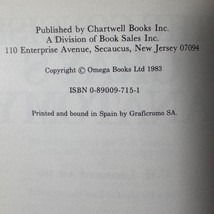 Published by Chartwell Books Inc.
A Division of Book Sales Inc.
110 Enterprise Avenue, Secaucus, New Jersey 07094
Copyright © Omega Books Ltd 1983
ISBN 0-89009-715-1
Printed and bound in Spain by Graficromo SA.